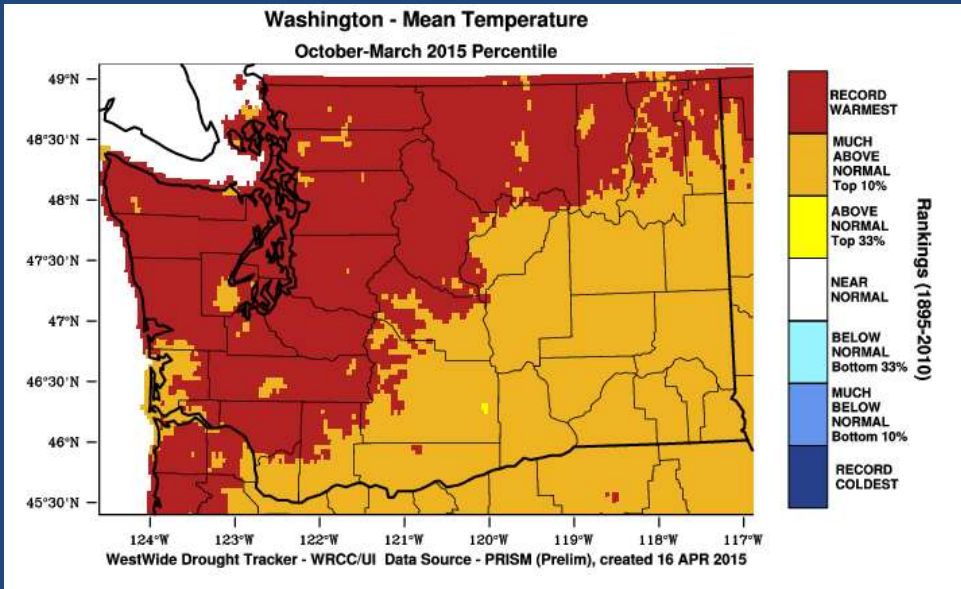 Washington - Mean Temperature
October-March 2015 Percentile
49°N
48°30'N
48°N
47°30'N
47°N
46°30'N
46°N
45°30'N
124°W
123°W
122°W
121°W
120°W
119°W
118°W
117°W
RECORD
WARMEST
MUCH
ABOVE
NORMAL
Top 10%
ABOVE
NORMAL
Top 33%
NEAR
NORMAL
BELOW
NORMAL
Bottom 33%
MUCH
BELOW
NORMAL
Bottom 10%
RECORD
COLDEST
Rankings (1895-2010)
WestWide Drought Tracker - WRCC/UI Data Source - PRISM (Prelim), created 16 APR 2015